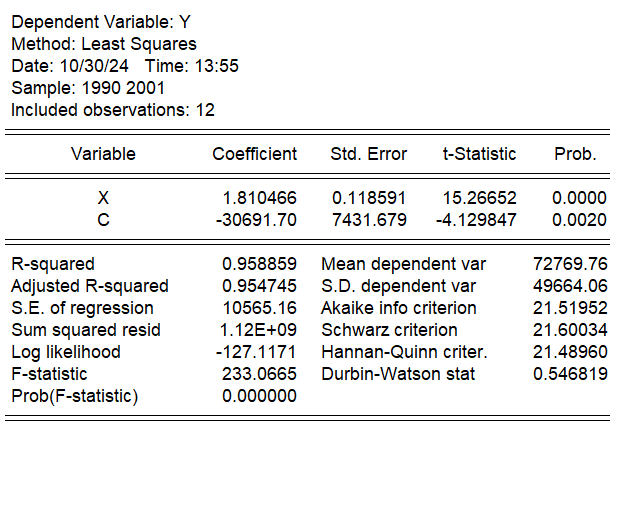 Dependent Variable: Y
Method: Least Squares
Date: 10/30/24 Time: 13:55
Sample: 1990 2001
Included observations: 12
Variable Coefficient Std. Error t-Statistic Prob.
X 1.810466 0.118591 15.26652 0.0000
C -30691.70 7431.679 -4.129847 0.0020
R-squared 0.958859 Mean dependent var 72769.76
Adjusted R-squared 0.954745 S.D. dependent var 49664.06
S.E. of regression 10565.16 Akaike info criterion 21.51952
Sum squared resid 1.12E+09 Schwarz criterion 21.60034
Log likelihood -127.1171 Hannan-Quinn criter. 21.48960
F-statistic 233.0665 Durbin-Watson stat 0.546819
Prob(F-statistic) 0.000000